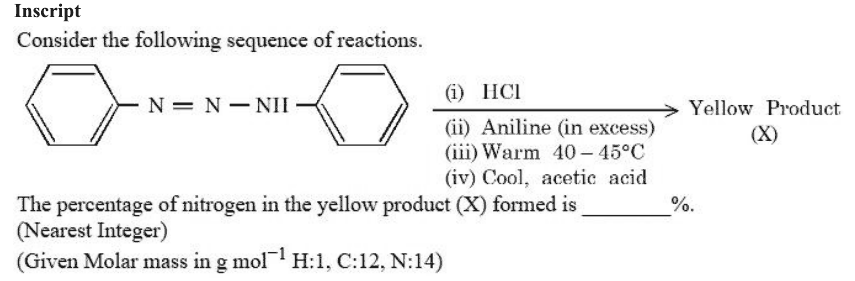 Inscript
Consider the following sequence of reactions.
N = N – NH
(i) HCl
(ii) Aniline (in excess)
(iii) Warm 40 – 45°C
(iv) Cool, acetic acid
Yellow Product
(X)
The percentage of nitrogen in the yellow product (X) formed is ________%.
(Nearest Integer)
(Given Molar mass in g mol⁻¹ H:1, C:12, N:14)